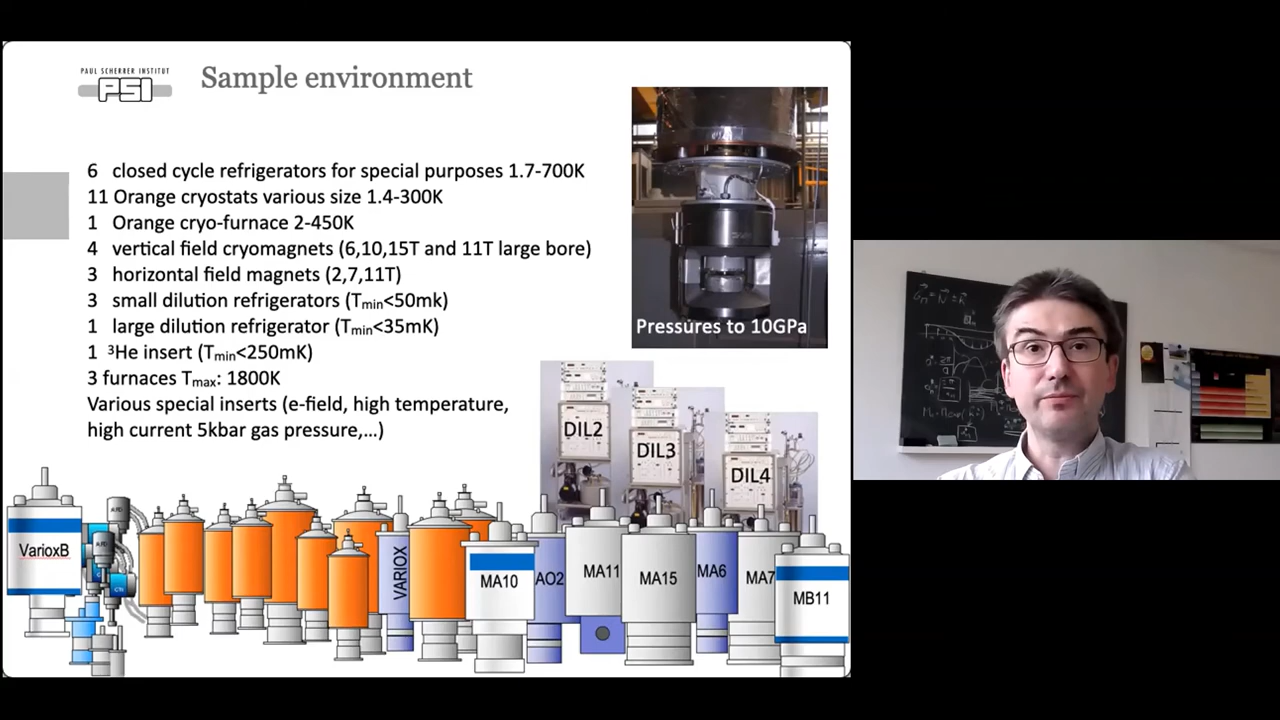 PAUL SCHERRER INSTITUT
PSI
Sample environment
6 closed cycle refrigerators for special purposes 1.7-700K
11 Orange cryostats various size 1.4-300K
1 Orange cryo-furnace 2-450K
4 vertical field cryomagnets (6,10,15T and 11T large bore)
3 horizontal field magnets (2,7,11T)
3 small dilution refrigerators (Tmin<50mk)
1 large dilution refrigerator (Tmin<35mK)
1 ³He insert (Tmin<250mK)
3 furnaces Tmax: 1800K
Various special inserts (e-field, high temperature,
high current 5kbar gas pressure,...)
Pressures to 10GPa
DIL2
DIL3
DIL4
VarioxB
VARIOX
MA10
AO2
MA11
MA15
MA6
MA7
MB11